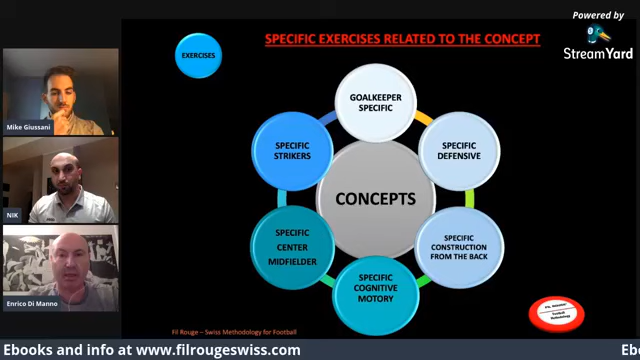 Powered by
StreamYard
SPECIFIC EXERCISES RELATED TO THE CONCEPT
EXERCISES
GOALKEEPER
SPECIFIC
SPECIFIC
STRIKERS
SPECIFIC
DEFENSIVE
CONCEPTS
SPECIFIC
CENTER
MIDFIELDER
SPECIFIC
CONSTRUCTION
FROM THE BACK
SPECIFIC
COGNITIVE
MOTORY
Mike Giussani
NIK
Enrico Di Manno
Fil Rouge – Swiss Methodology for Football
Ebooks and info at www.filrougeswiss.com
Eb